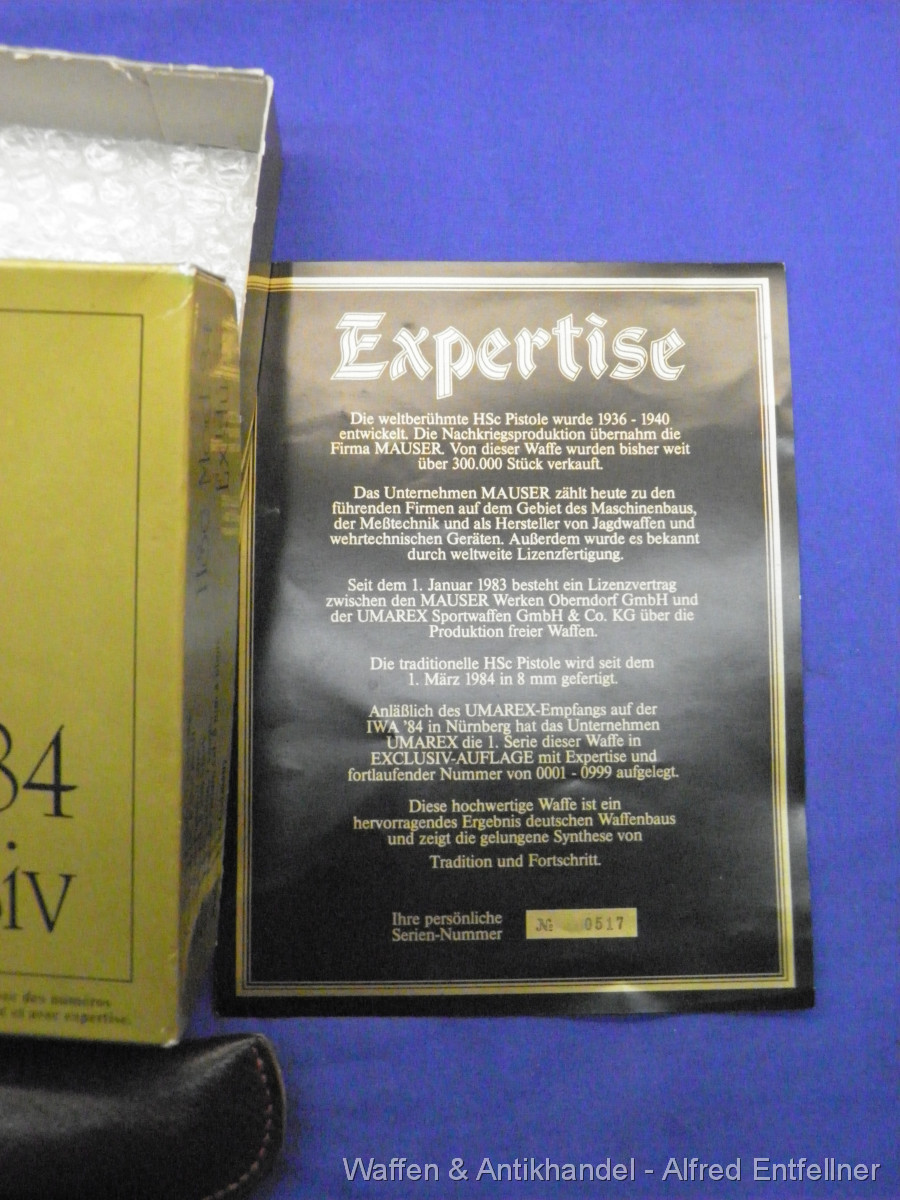 Expertise
Die weltberühmte HSc Pistole wurde 1936 - 1940
entwickelt. Die Nachkriegsproduktion übernahm die
Firma MAUSER. Von dieser Waffe wurden bisher weit
über 300.000 Stück verkauft.
Das Unternehmen MAUSER zählt heute zu den
führenden Firmen auf dem Gebiet des Maschinenbaus,
der Meßtechnik und als Hersteller von Jagdwaffen und
wehrtechnischen Geräten. Außerdem wurde es bekannt
durch weltweite Lizenzfertigung.
Seit dem 1. Januar 1983 besteht ein Lizenzvertrag
zwischen den MAUSER Werken Oberndorf GmbH und
der UMAREX Sportwaffen GmbH & Co. KG über die
Produktion freier Waffen.
Die traditionelle HSc Pistole wird seit dem
1. März 1984 in 8 mm gefertigt.
Anläßlich des UMAREX-Empfangs auf der
IWA '84 in Nürnberg hat das Unternehmen
UMAREX die 1. Serie dieser Waffe in
EXCLUSIV-AUFLAGE mit Expertise und
fortlaufender Nummer von 0001 - 0999 aufgelegt.
Diese hochwertige Waffe ist ein
hervorragendes Ergebnis deutschen Waffenbaus
und zeigt die gelungene Synthese von
Tradition und Fortschritt.
Ihre persönliche
Serien-Nummer
№ 0517
84
siv
des numéros
et avec expertise.
Waffen & Antikhandel - Alfred Entfellner